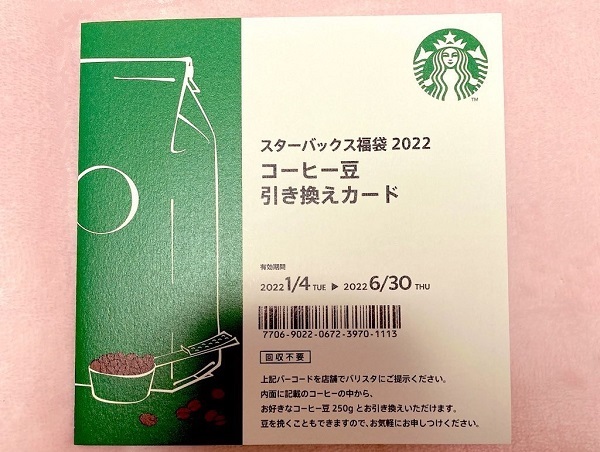 TM
スターバックス福袋 2022
コーヒー豆
引き換えカード
有効期間
2022 1/4 TUE ▶ 2022 6/30 THU
7706-9022-0672-3970-1113
回収不要
上記バーコードを店舗でバリスタにご提示ください。
内面に記載のコーヒーの中から、
お好きなコーヒー豆 250g とお引き換えいただけます。
豆を挽くこともできますので、お気軽にお申しつけください。